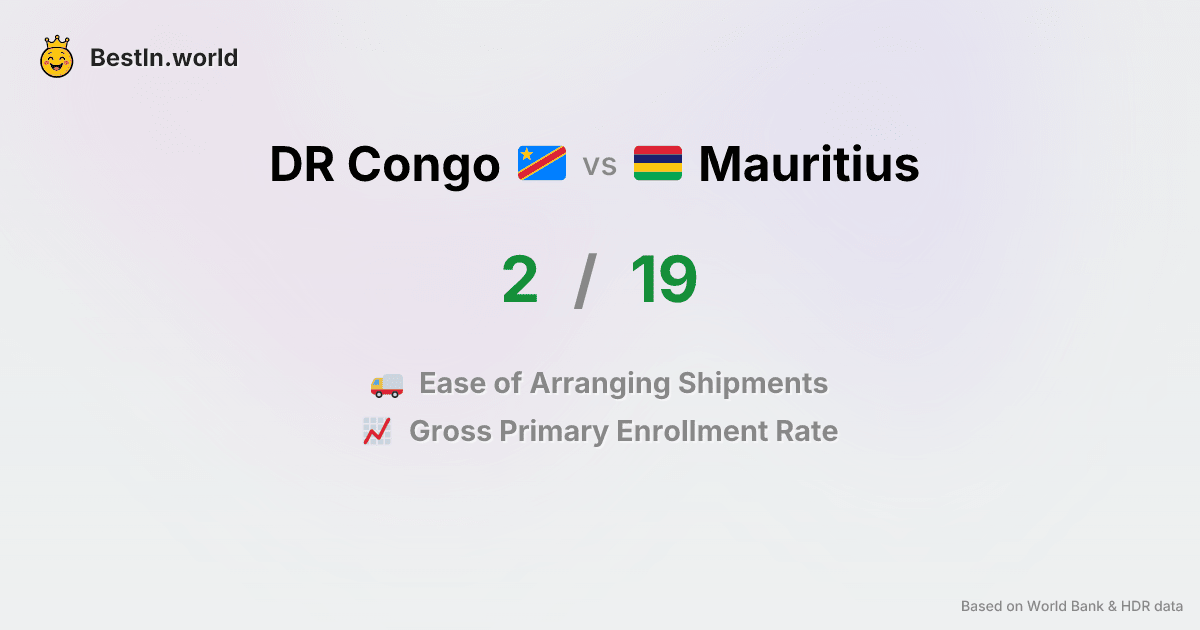 BestIn.world
DR Congo vs Mauritius
2 / 19
Ease of Arranging Shipments
Gross Primary Enrollment Rate
Based on World Bank & HDR data